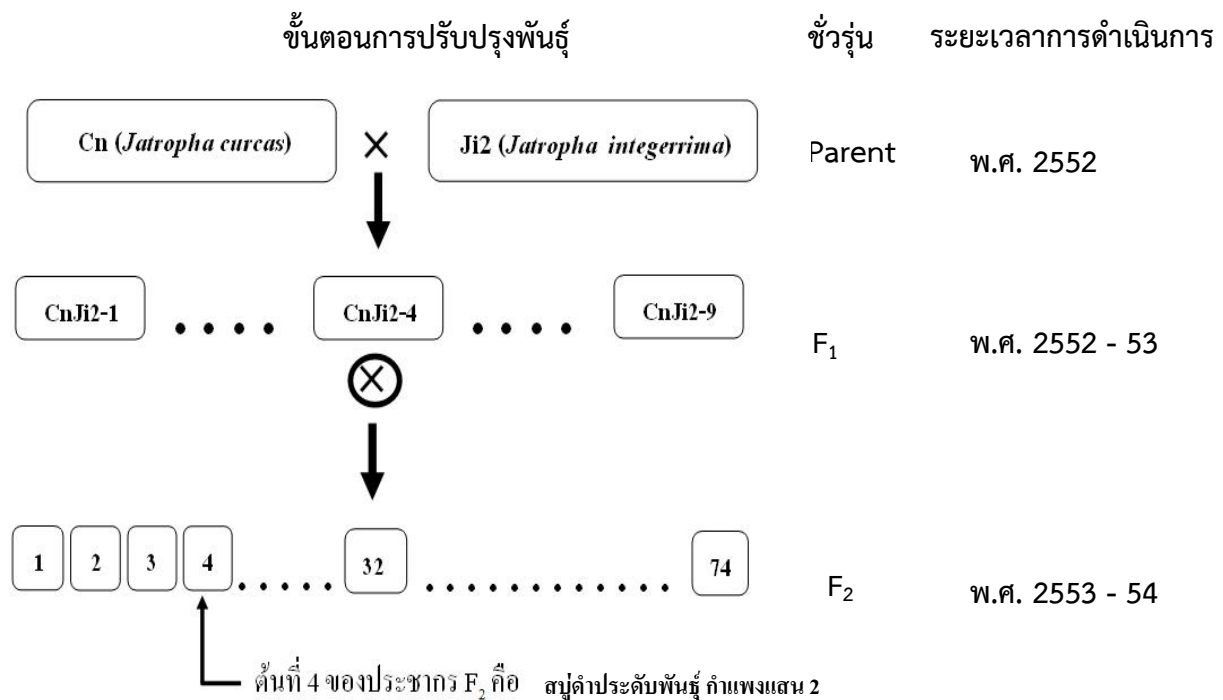 ขั้นตอนการปรับปรุงพันธุ์ ชั่วรุ่น ระยะเวลาการดำเนินการ
Cn (Jatropha curcas) × Ji2 (Jatropha integerrima) Parent พ.ศ. 2552
CnJi2-1 . . . . CnJi2-4 . . . . CnJi2-9 F1 พ.ศ. 2552 - 53
1 2 3 4 . . . . . 32 . . . . . . . . . . . . 74 F2 พ.ศ. 2553 - 54
ต้นที่ 4 ของประชากร F2 คือ สบู่ดำประดับพันธุ์ กำแพงแสน 2